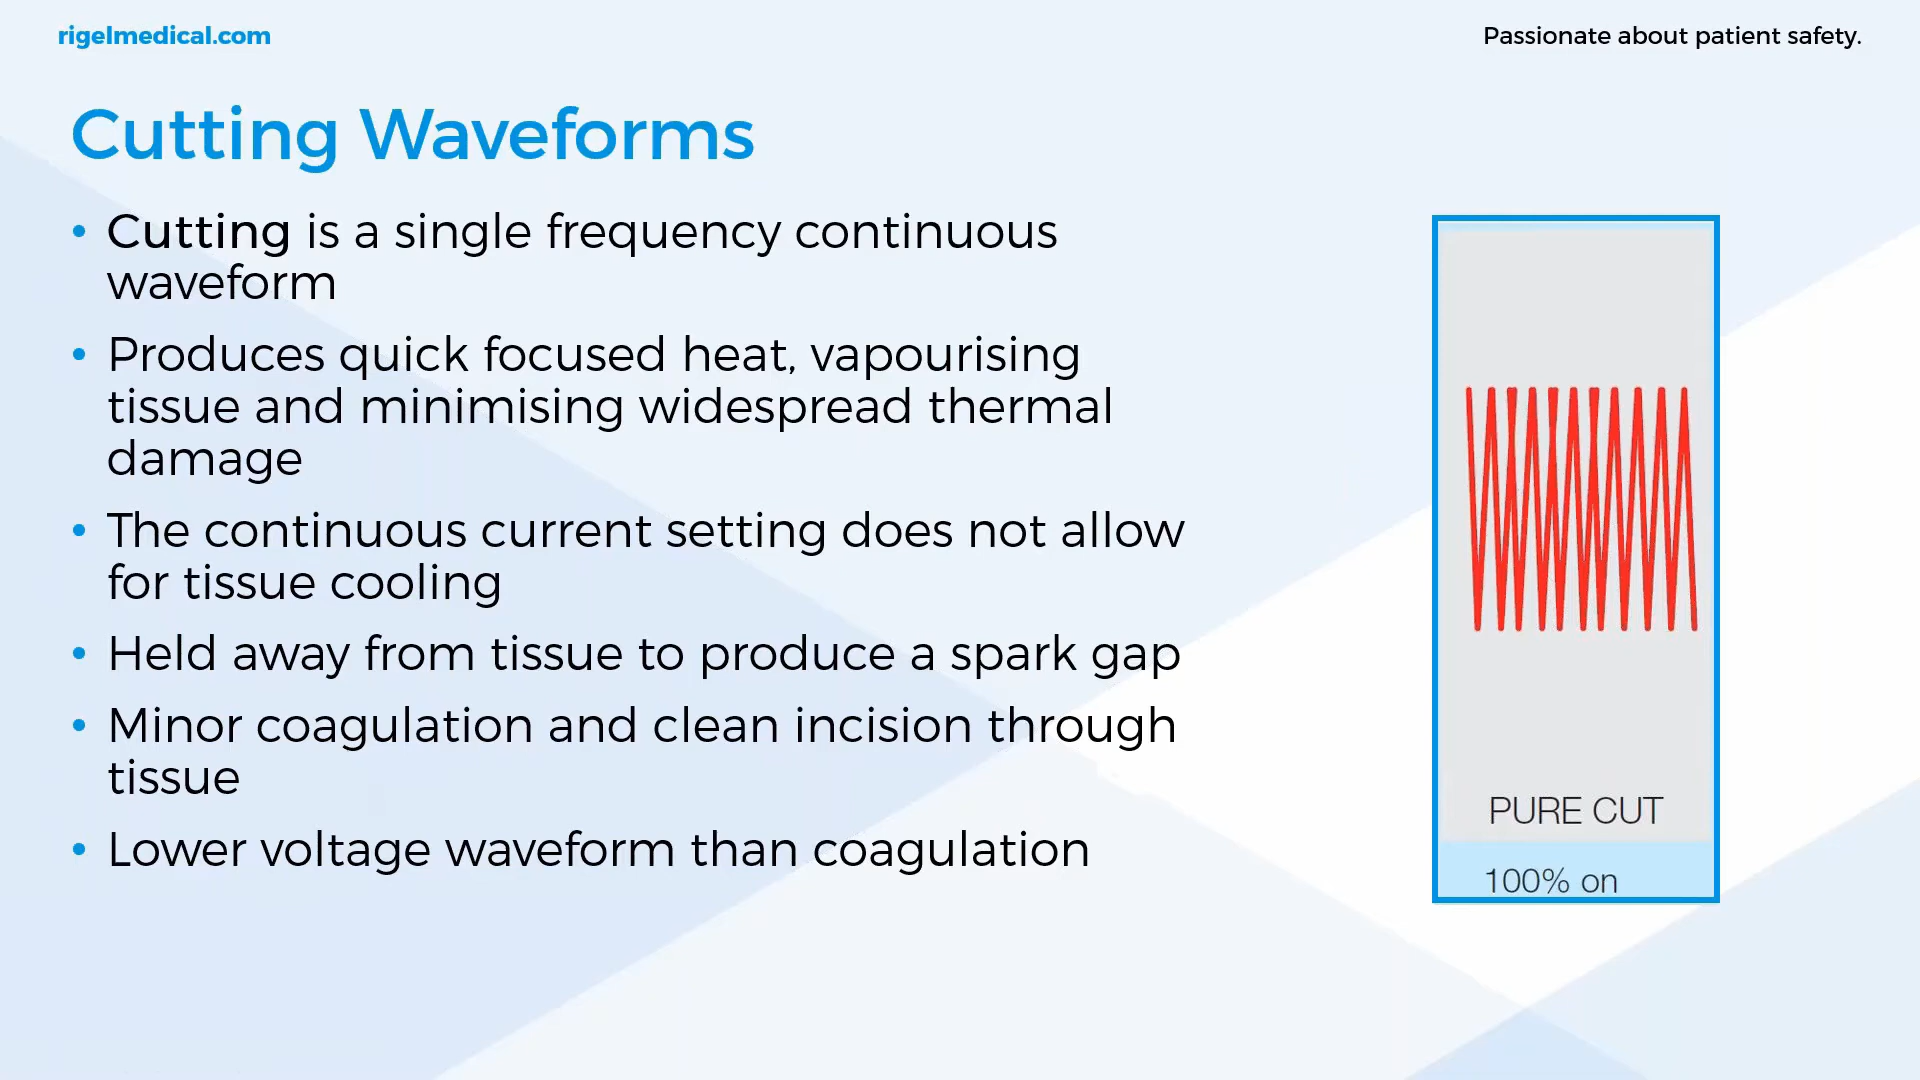 rigelmedical.com
Passionate about patient safety.
Cutting Waveforms
• Cutting is a single frequency continuous
waveform
• Produces quick focused heat, vapourising
tissue and minimising widespread thermal
damage
• The continuous current setting does not allow
for tissue cooling
• Held away from tissue to produce a spark gap
• Minor coagulation and clean incision through
tissue
• Lower voltage waveform than coagulation
PURE CUT
100% on